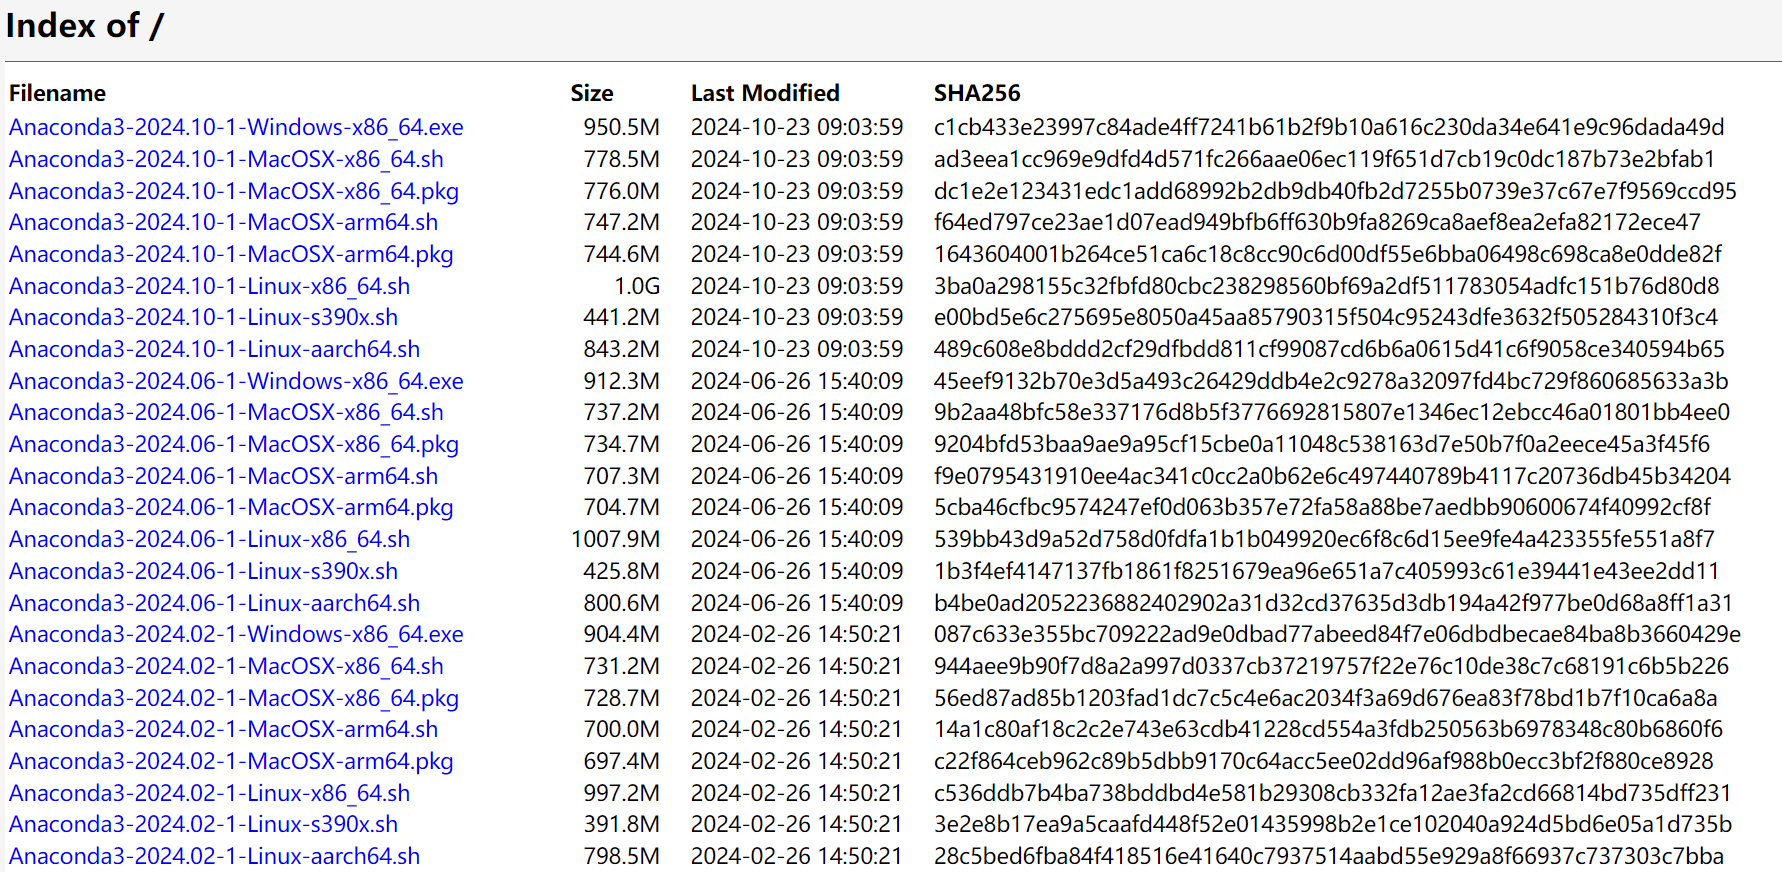 Index of /
Filename Size Last Modified SHA256
Anaconda3-2024.10-1-Windows-x86_64.exe 950.5M 2024-10-23 09:03:59 c1cb433e23997c84ade4ff7241b61b2f9b10a616c230da34e641e9c96dada49d
Anaconda3-2024.10-1-MacOSX-x86_64.sh 778.5M 2024-10-23 09:03:59 ad3eea1cc969e9dfd4d571fc266aae06ec119f651d7cb19c0dc187b73e2bfab1
Anaconda3-2024.10-1-MacOSX-x86_64.pkg 776.0M 2024-10-23 09:03:59 dc1e2e123431edc1add68992b2db9db40fb2d7255b0739e37c67e7f9569ccd95
Anaconda3-2024.10-1-MacOSX-arm64.sh 747.2M 2024-10-23 09:03:59 f64ed797ce23ae1d07ead949bfb6ff630b9fa8269ca8aef8ea2efa82172ece47
Anaconda3-2024.10-1-MacOSX-arm64.pkg 744.6M 2024-10-23 09:03:59 1643604001b264ce51ca6c18c8cc90c6d00df55e6bba06498c698ca8e0dde82f
Anaconda3-2024.10-1-Linux-x86_64.sh 1.0G 2024-10-23 09:03:59 3ba0a298155c32fbfd80cbc238298560bf69a2df511783054adfc151b76d80d8
Anaconda3-2024.10-1-Linux-s390x.sh 441.2M 2024-10-23 09:03:59 e00bd5e6c275695e8050a45aa85790315f504c95243dfe3632f505284310f3c4
Anaconda3-2024.10-1-Linux-aarch64.sh 843.2M 2024-10-23 09:03:59 489c608e8bddd2cf29dfbdd811cf99087cd6b6a0615d41c6f9058ce340594b65
Anaconda3-2024.06-1-Windows-x86_64.exe 912.3M 2024-06-26 15:40:09 45eef9132b70e3d5a493c26429ddb4e2c9278a32097fd4bc729f860685633a3b
Anaconda3-2024.06-1-MacOSX-x86_64.sh 737.2M 2024-06-26 15:40:09 9b2aa48bfc58e337176d8b5f3776692815807e1346ec12ebcc46a01801bb4ee0
Anaconda3-2024.06-1-MacOSX-x86_64.pkg 734.7M 2024-06-26 15:40:09 9204bfd53baa9ae9a95cf15cbe0a11048c538163d7e50b7f0a2eece45a3f45f6
Anaconda3-2024.06-1-MacOSX-arm64.sh 707.3M 2024-06-26 15:40:09 f9e0795431910ee4ac341c0cc2a0b62e6c497440789b4117c20736db45b34204
Anaconda3-2024.06-1-MacOSX-arm64.pkg 704.7M 2024-06-26 15:40:09 5cba46cfbc9574247ef0d063b357e72fa58a88be7aedbb90600674f40992cf8f
Anaconda3-2024.06-1-Linux-x86_64.sh 1007.9M 2024-06-26 15:40:09 539bb43d9a52d758d0fdfa1b1b049920ec6f8c6d15ee9fe4a423355fe551a8f7
Anaconda3-2024.06-1-Linux-s390x.sh 425.8M 2024-06-26 15:40:09 1b3f4ef4147137fb1861f8251679ea96e651a7c405993c61e39441e43ee2dd11
Anaconda3-2024.06-1-Linux-aarch64.sh 800.6M 2024-06-26 15:40:09 b4be0ad2052236882402902a31d32cd37635d3db194a42f977be0d68a8ff1a31
Anaconda3-2024.02-1-Windows-x86_64.exe 904.4M 2024-02-26 14:50:21 087c633e355bc709222ad9e0dbad77abeed84f7e06dbdbecae84ba8b3660429e
Anaconda3-2024.02-1-MacOSX-x86_64.sh 731.2M 2024-02-26 14:50:21 944aee9b90f7d8a2a997d0337cb37219757f22e76c10de38c7c68191c6b5b226
Anaconda3-2024.02-1-MacOSX-x86_64.pkg 728.7M 2024-02-26 14:50:21 56ed87ad85b1203fad1dc7c5c4e6ac2034f3a69d676ea83f78bd1b7f10ca6a8a
Anaconda3-2024.02-1-MacOSX-arm64.sh 700.0M 2024-02-26 14:50:21 14a1c80af18c2c2e743e63cdb41228cd554a3fdb250563b6978348c80b6860f6
Anaconda3-2024.02-1-MacOSX-arm64.pkg 697.4M 2024-02-26 14:50:21 c22f864ceb962c89b5dbb9170c64acc5ee02dd96af988b0ecc3bf2f880ce8928
Anaconda3-2024.02-1-Linux-x86_64.sh 997.2M 2024-02-26 14:50:21 c536ddb7b4ba738bddbd4e581b29308cb332fa12ae3fa2cd66814bd735dff231
Anaconda3-2024.02-1-Linux-s390x.sh 391.8M 2024-02-26 14:50:21 3e2e8b17ea9a5caafd448f52e01435998b2e1ce102040a924d5bd6e05a1d735b
Anaconda3-2024.02-1-Linux-aarch64.sh 798.5M 2024-02-26 14:50:21 28c5bed6fba84f418516e41640c7937514aabd55e929a8f66937c737303c7bba